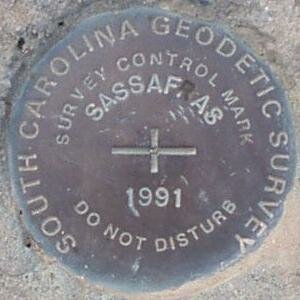 SOUTH CAROLINA GEODETIC SURVEY
SURVEY CONTROL MARK
SASSAFRAS
1991
DO NOT DISTURB